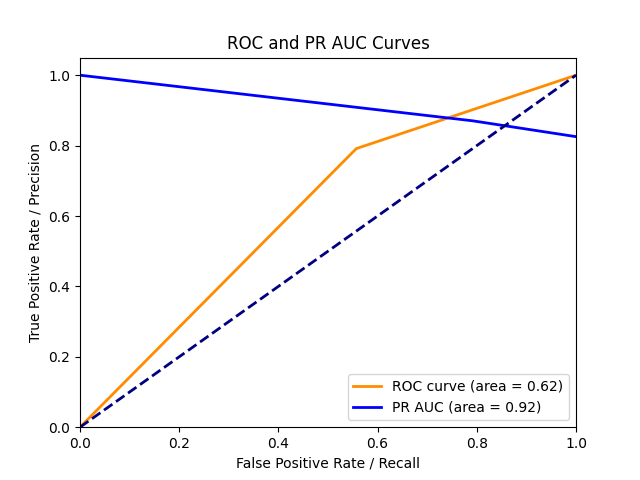 ROC and PR AUC Curves
True Positive Rate / Precision
1.0
0.8
0.6
0.4
0.2
0.0
ROC curve (area = 0.62)
PR AUC (area = 0.92)
0.0 0.2 0.4 0.6 0.8 1.0
False Positive Rate / Recall